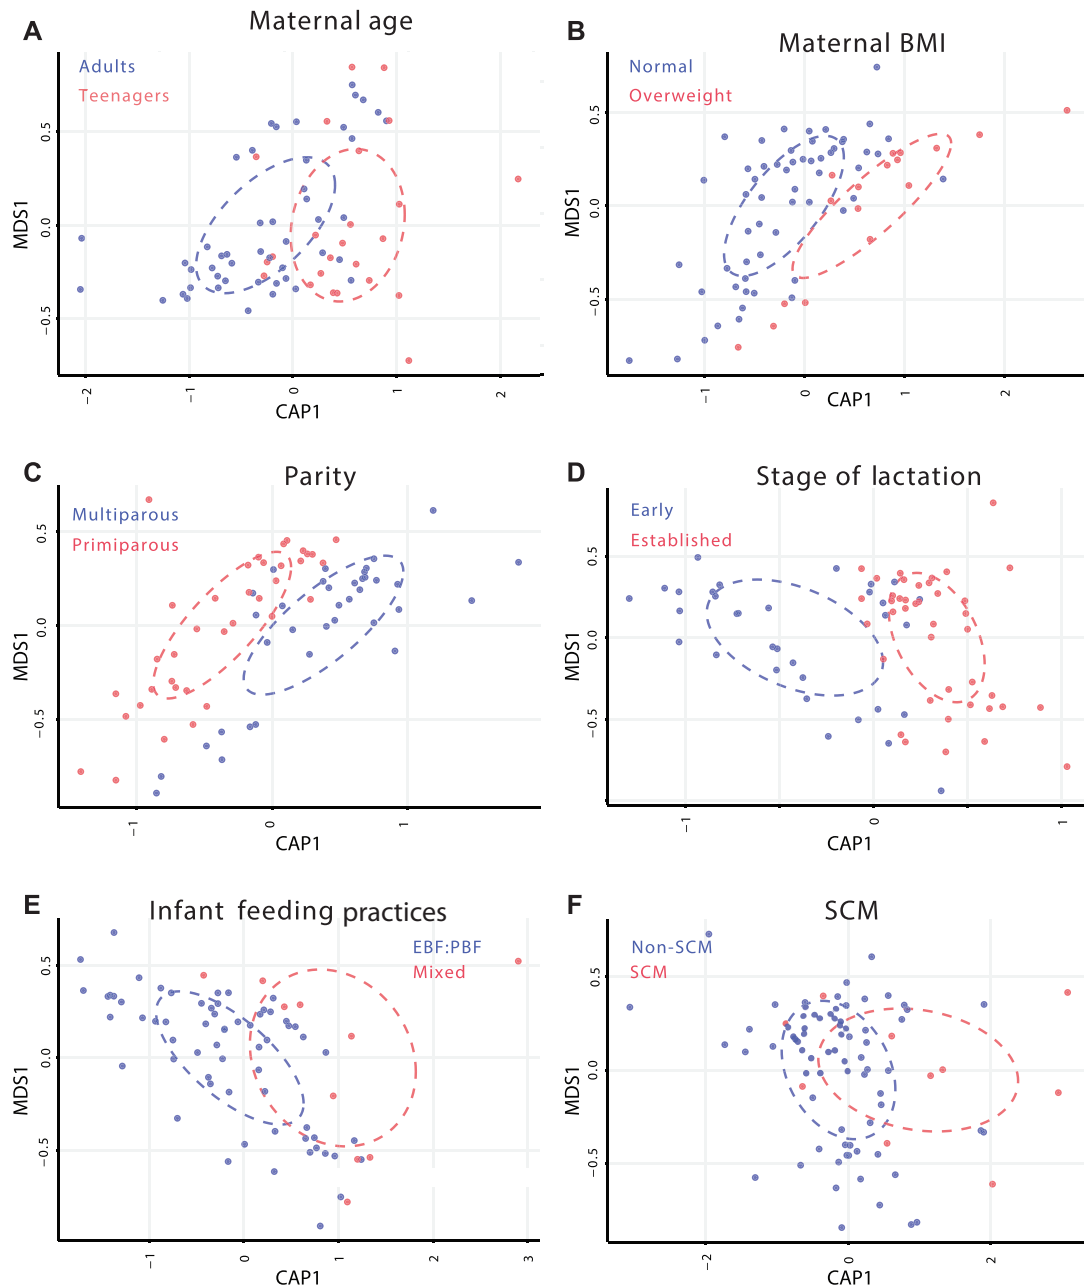 A
Maternal age
Adults
Teenagers
MDS1
0.5
0.0
−0.5
−2
−1
0
1
2
CAP1
B
Maternal BMI
Normal
Overweight
MDS1
0.5
0.0
−0.5
−1
0
1
2
CAP1
C
Parity
Multiparous
Primiparous
MDS1
0.5
0.0
−0.5
−1
0
1
CAP1
D
Stage of lactation
Early
Established
MDS1
0.5
0.0
−0.5
−1
0
1
CAP1
E
Infant feeding practices
EBF:PBF
Mixed
MDS1
0.5
0.0
−0.5
−1
0
1
2
3
CAP1
F
SCM
Non-SCM
SCM
MDS1
0.5
0.0
−0.5
−2
0
2
CAP1